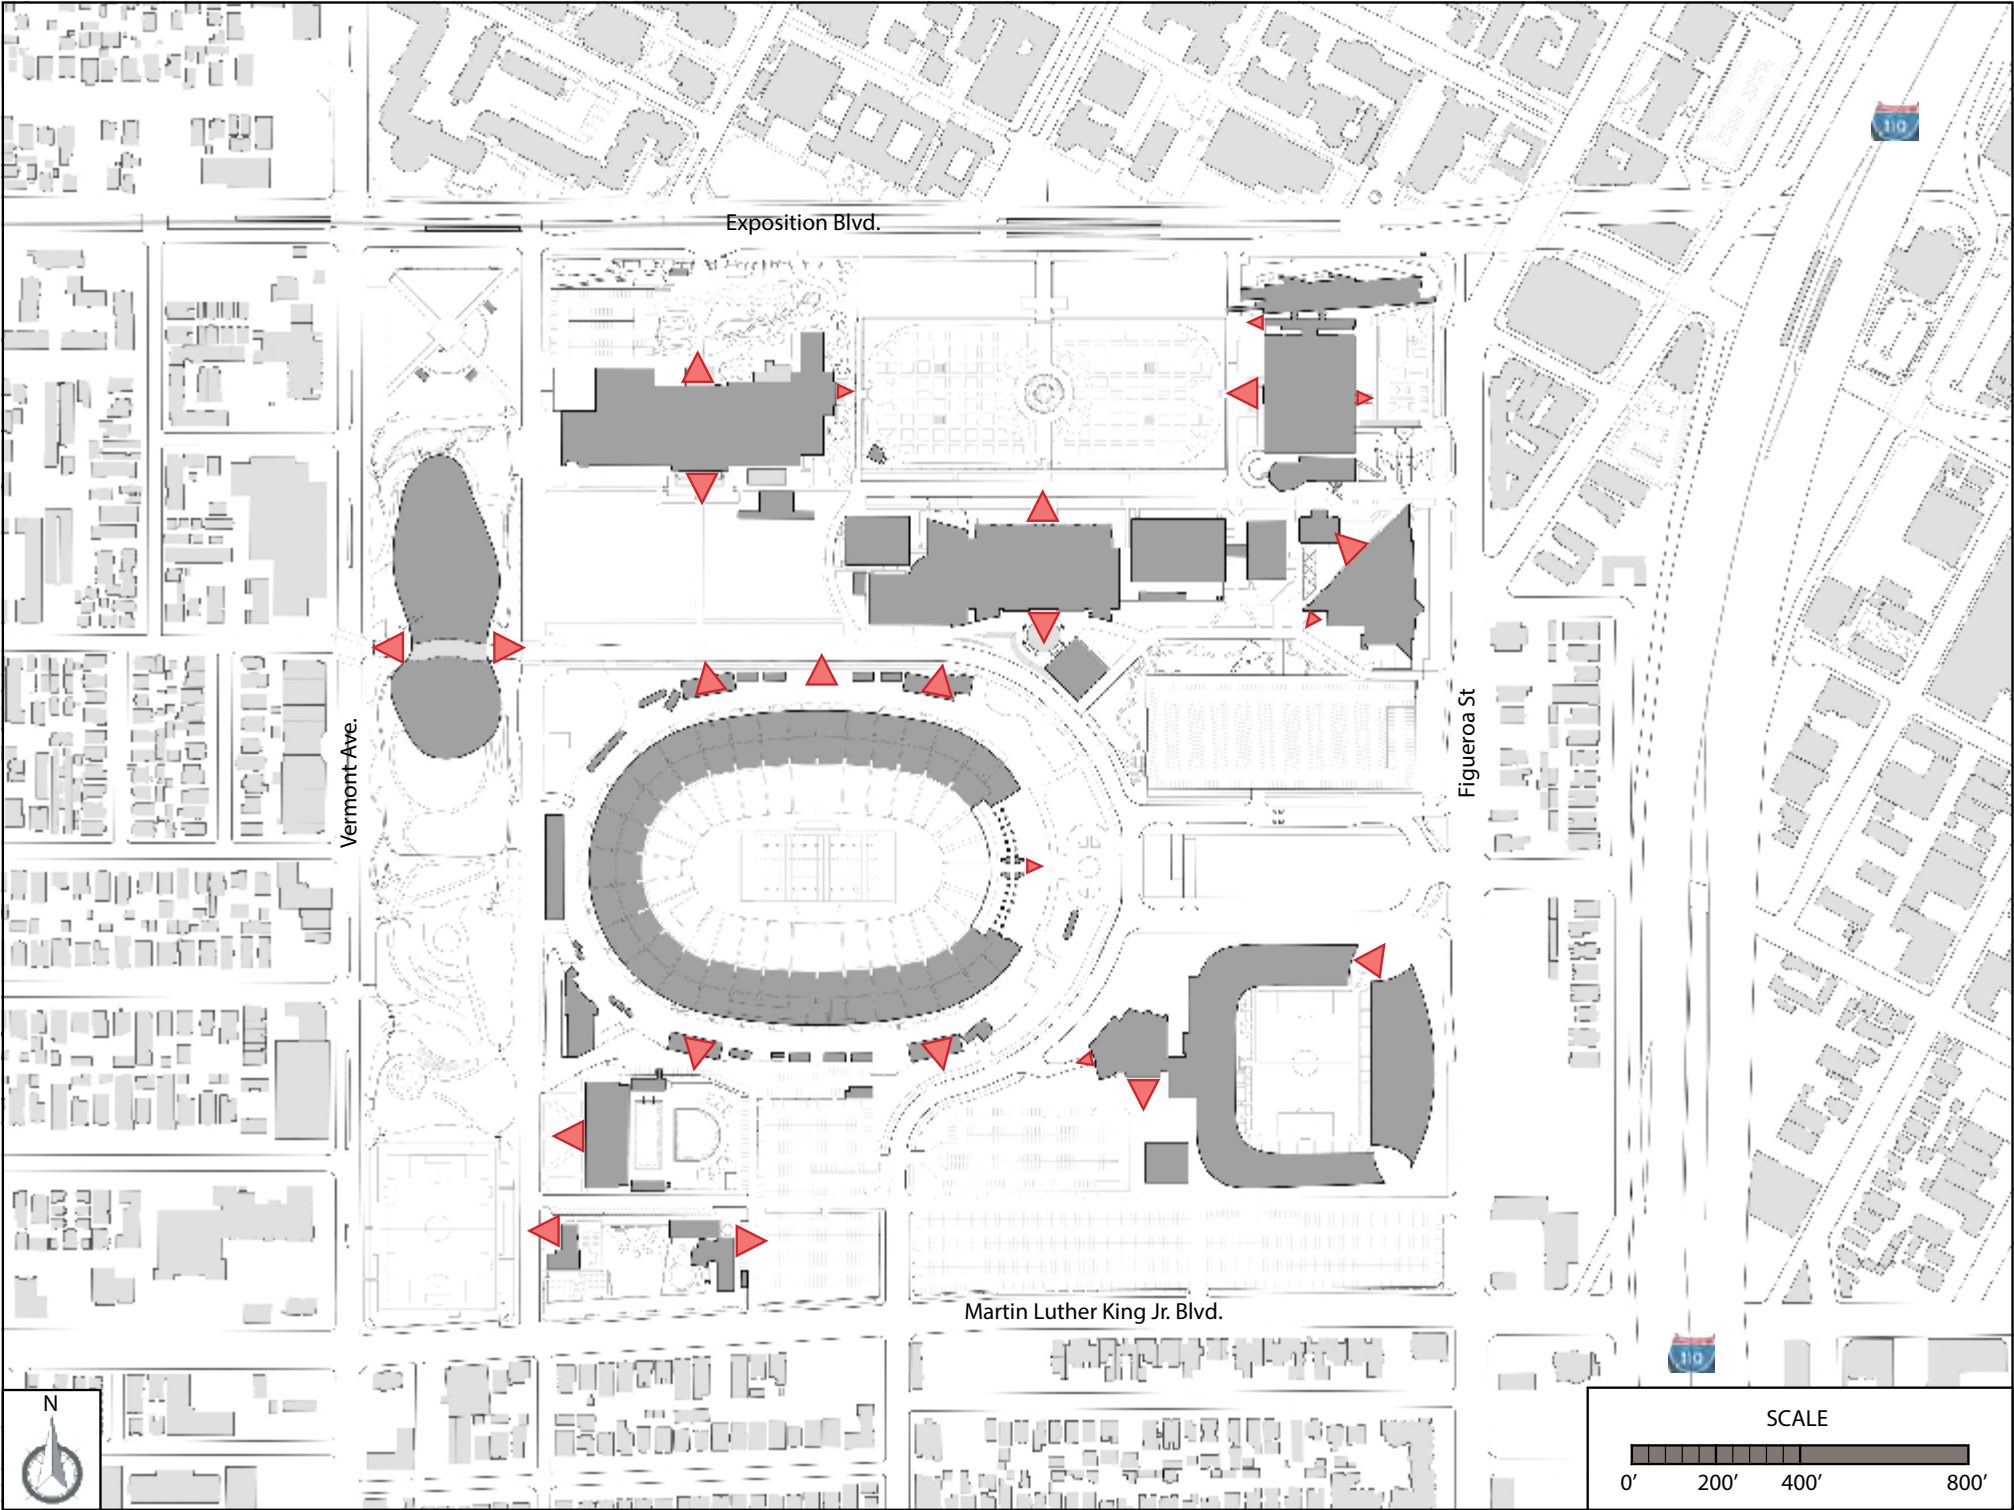 110
Exposition Blvd.
Vermont Ave.
Figueroa St
Martin Luther King Jr. Blvd.
110
N
SCALE
0' 200' 400' 800'